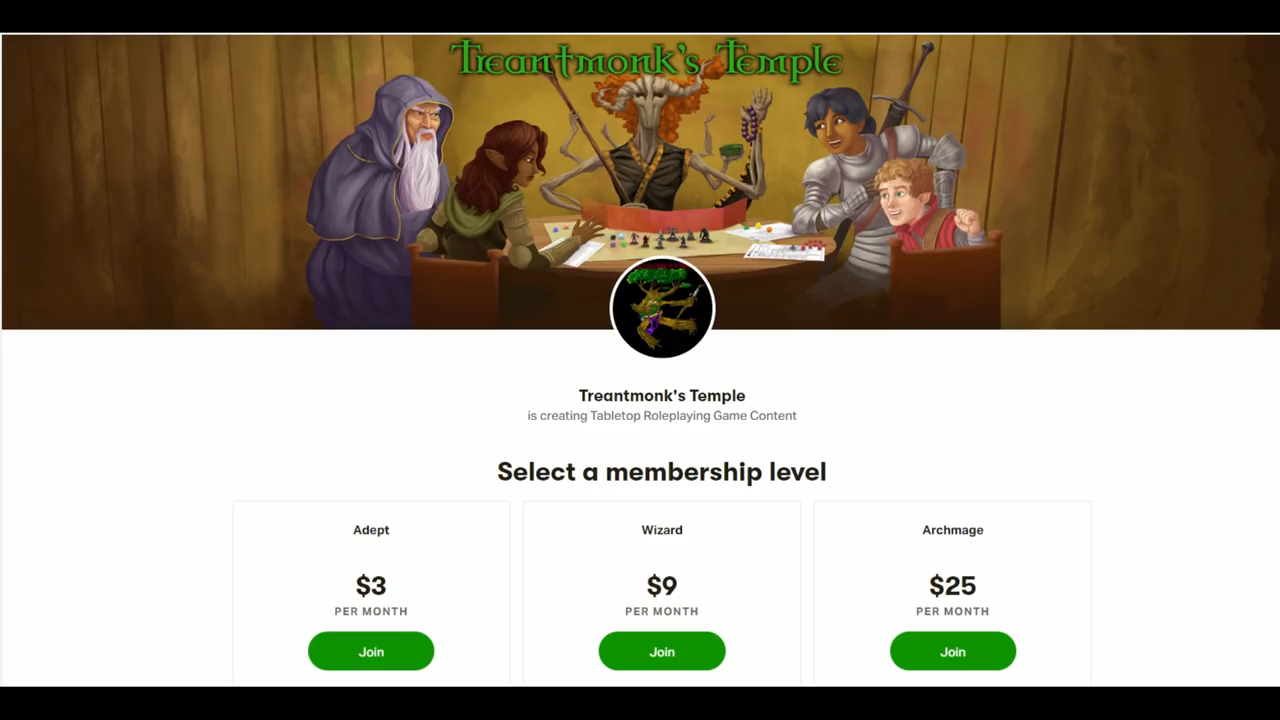 Treantmonk's Temple
Treantmonk's Temple
is creating Tabletop Roleplaying Game Content
Select a membership level
Adept
$3
PER MONTH
Join
Wizard
$9
PER MONTH
Join
Archmage
$25
PER MONTH
Join